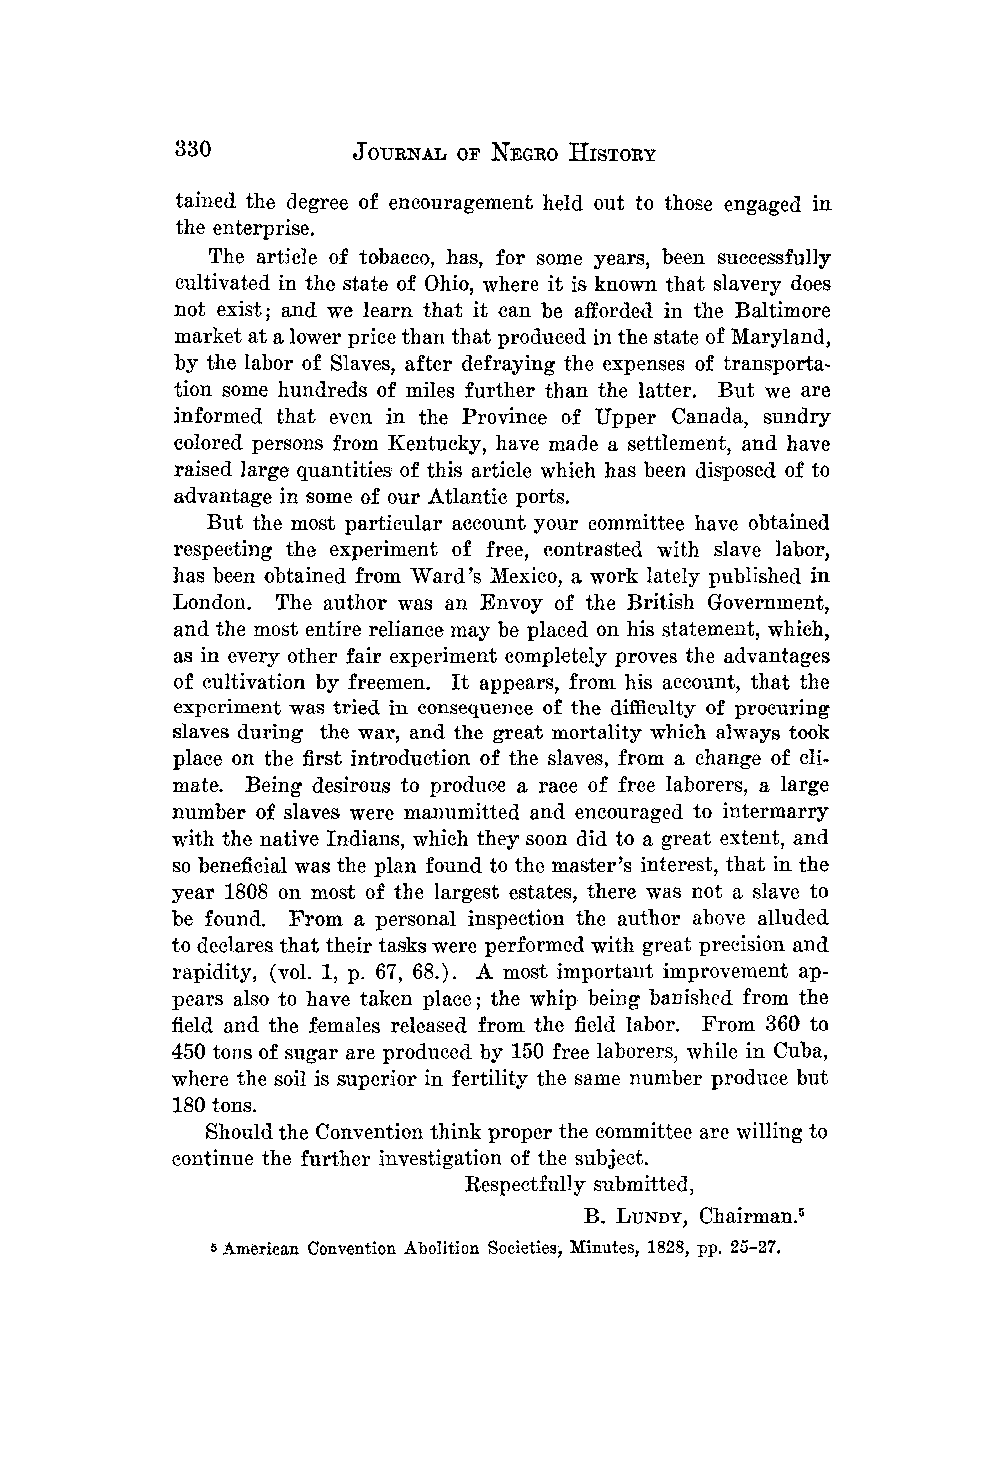 330 JOURNAL OF NEGRO HISTORY
tained the degree of encouragement held out to those engaged in
the enterprise.
The article of tobacco, has, for some years, been successfully
cultivated in the state of Ohio, where it is known that slavery does
not exist; and we learn that it can be afforded in the Baltimore
market at a lower price than that produced in the state of Maryland,
by the labor of Slaves, after defraying the expenses of transporta-
tion some hundreds of miles further than the latter. But we are
informed that even in the Province of Upper Canada, sundry
colored persons from Kentucky, have made a settlement, and have
raised large quantities of this article which has been disposed of to
advantage in some of our Atlantic ports.
But the most particular account your committee have obtained
respecting the experiment of free, contrasted with slave labor,
has been obtained from Ward's Mexico, a work lately published in
London. The author was an Envoy of the British Government,
and the most entire reliance may be placed on his statement, which,
as in every other fair experiment completely proves the advantages
of cultivation by freemen. It appears, from his account, that the
experiment was tried in consequence of the difficulty of procuring
slaves during the war, and the great mortality which always took
place on the first introduction of the slaves, from a change of cli-
mate. Being desirous to produce a race of free laborers, a large
number of slaves were manumitted and encouraged to intermarry
with the native Indians, which they soon did to a great extent, and
so beneficial was the plan found to the master's interest, that in the
year 1808 on most of the largest estates, there was not a slave to
be found. From a personal inspection the author above alluded
to declares that their tasks were performed with great precision and
rapidity, (vol. 1, p. 67, 68.). A most important improvement ap-
pears also to have taken place; the whip being banished from the
field and the females released from the field labor. From 360 to
450 tons of sugar are produced by 150 free laborers, while in Cuba,
where the soil is superior in fertility the same number produce but
180 tons.
Should the Convention think proper the committee are willing to
continue the further investigation of the subject.
Respectfully submitted,
B. LUNDY, Chairman.⁵
⁵ American Convention Abolition Societies, Minutes, 1828, pp. 25-27.